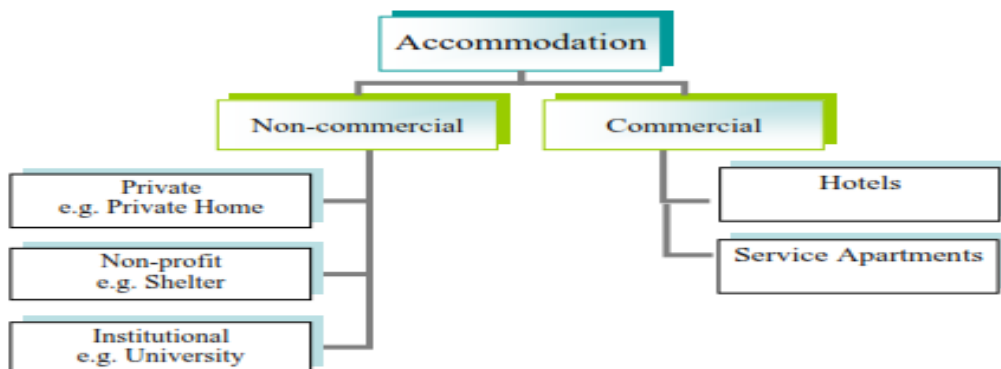 Accommodation
Non-commercial
Commercial
Private
e.g. Private Home
Non-profit
e.g. Shelter
Institutional
e.g. University
Hotels
Service Apartments